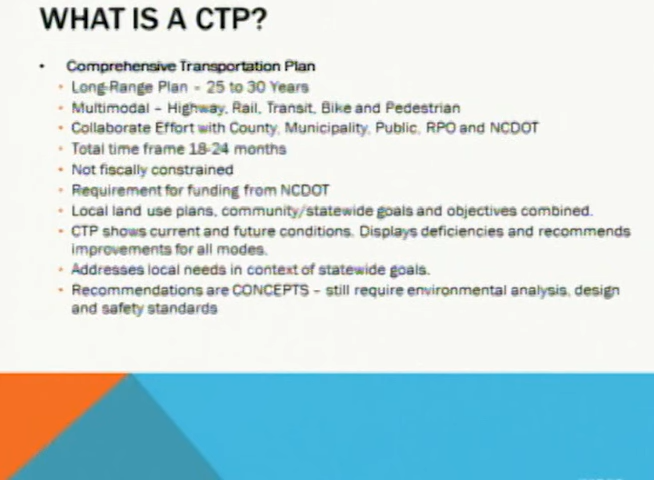 WHAT IS A CTP?
• Comprehensive Transportation Plan
• Long-Range Plan - 25 to 30 Years
• Multimodal – Highway, Rail, Transit, Bike and Pedestrian
• Collaborate Effort with County, Municipality, Public, RPO and NCDOT
• Total time frame 18-24 months
• Not fiscally constrained
• Requirement for funding from NCDOT
• Local land use plans, community/statewide goals and objectives combined.
• CTP shows current and future conditions. Displays deficiencies and recommends
improvements for all modes.
• Addresses local needs in context of statewide goals.
• Recommendations are CONCEPTS – still require environmental analysis, design
and safety standards